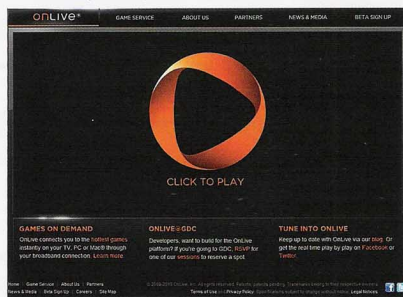 onLIVE®
GAME SERVICE ABOUT US PARTNERS NEWS & MEDIA BETA SIGN UP
CLICK TO PLAY
GAMES ON DEMAND
OnLive connects you to the hottest games
instantly on your TV, PC or Mac® through
your broadband connection. Learn more.
ONLIVE@GDC
Developers, want to build for the OnLive
platform? If you're going to GDC, RSVP for
one of our sessions to reserve a spot.
TUNE INTO ONLIVE
Keep up to date with OnLive via our blog. Or
get the real time play by play on Facebook or
Twitter.
Home | Game Service | About Us | Partners
News & Media | Beta Sign Up | Careers | Site Map
Terms of Use Privacy Policy. Legal Notices